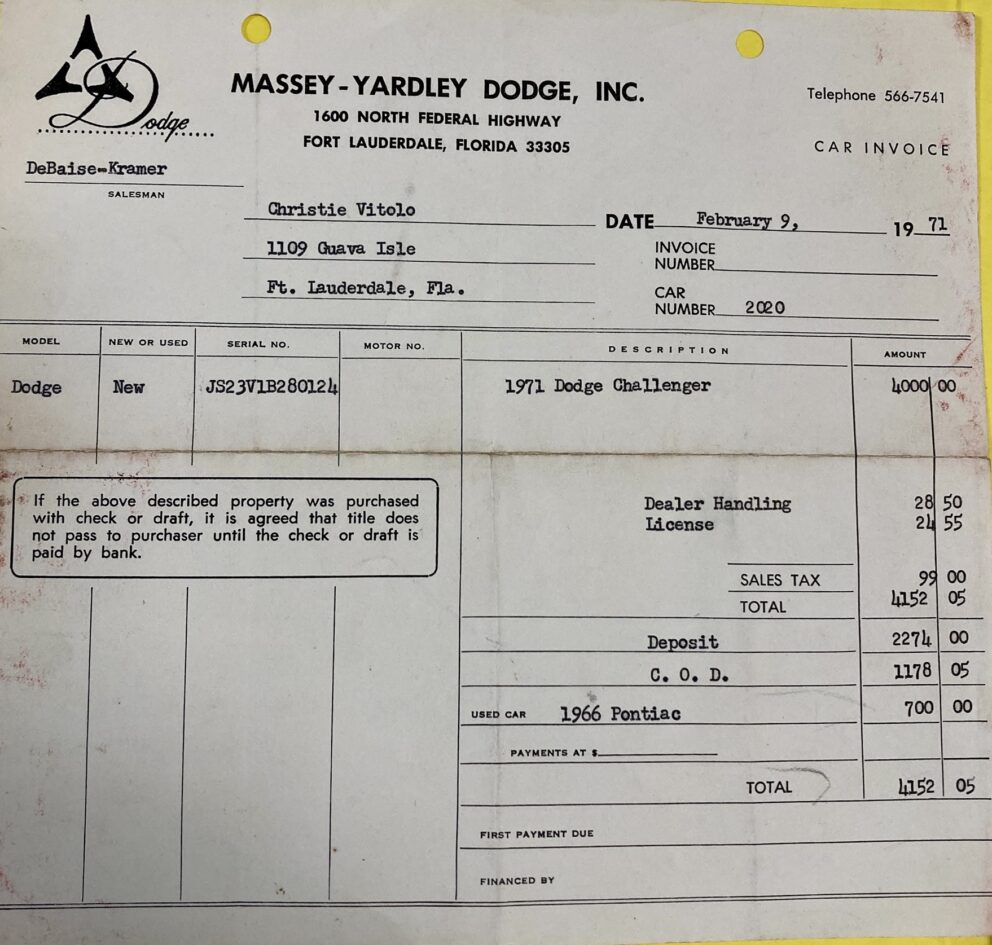 Dodge
MASSEY-YARDLEY DODGE, INC.
1600 NORTH FEDERAL HIGHWAY
FORT LAUDERDALE, FLORIDA 33305
Telephone 566-7541
CAR INVOICE
DeBaise-Kramer
SALESMAN
Christie Vitolo
1109 Guava Isle
Ft. Lauderdale, Fla.
DATE February 9, 19 71
INVOICE
NUMBER
CAR
NUMBER 2020
MODEL NEW OR USED SERIAL NO. MOTOR NO. DESCRIPTION AMOUNT
Dodge New JS23V1B280124 1971 Dodge Challenger 4000 00
If the above described property was purchased
with check or draft, it is agreed that title does
not pass to purchaser until the check or draft is
paid by bank.
Dealer Handling 28 50
License 24 55
SALES TAX 99 00
TOTAL 4152 05
Deposit 2274 00
C. O. D. 1178 05
USED CAR 1966 Pontiac 700 00
PAYMENTS AT $
TOTAL 4152 05
FIRST PAYMENT DUE
FINANCED BY